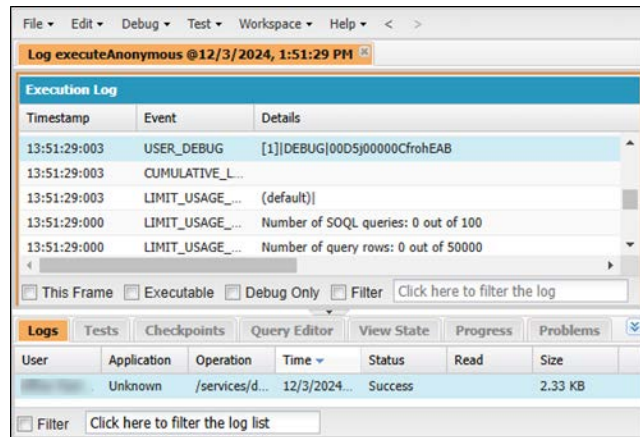 File Edit Debug Test Workspace Help < >
Log executeAnonymous @12/3/2024, 1:51:29 PM
Execution Log
Timestamp Event Details
13:51:29:003 USER_DEBUG [1]|DEBUG|00D5j00000CfrohEAB
13:51:29:003 CUMULATIVE_L...
13:51:29:003 LIMIT_USAGE_... (default)|
13:51:29:000 LIMIT_USAGE_... Number of SOQL queries: 0 out of 100
13:51:29:000 LIMIT_USAGE_... Number of query rows: 0 out of 50000
This Frame Executable Debug Only Filter Click here to filter the log
Logs Tests Checkpoints Query Editor View State Progress Problems
User Application Operation Time Status Read Size
Unknown /services/d... 12/3/2024... Success 2.33 KB
Filter Click here to filter the log list